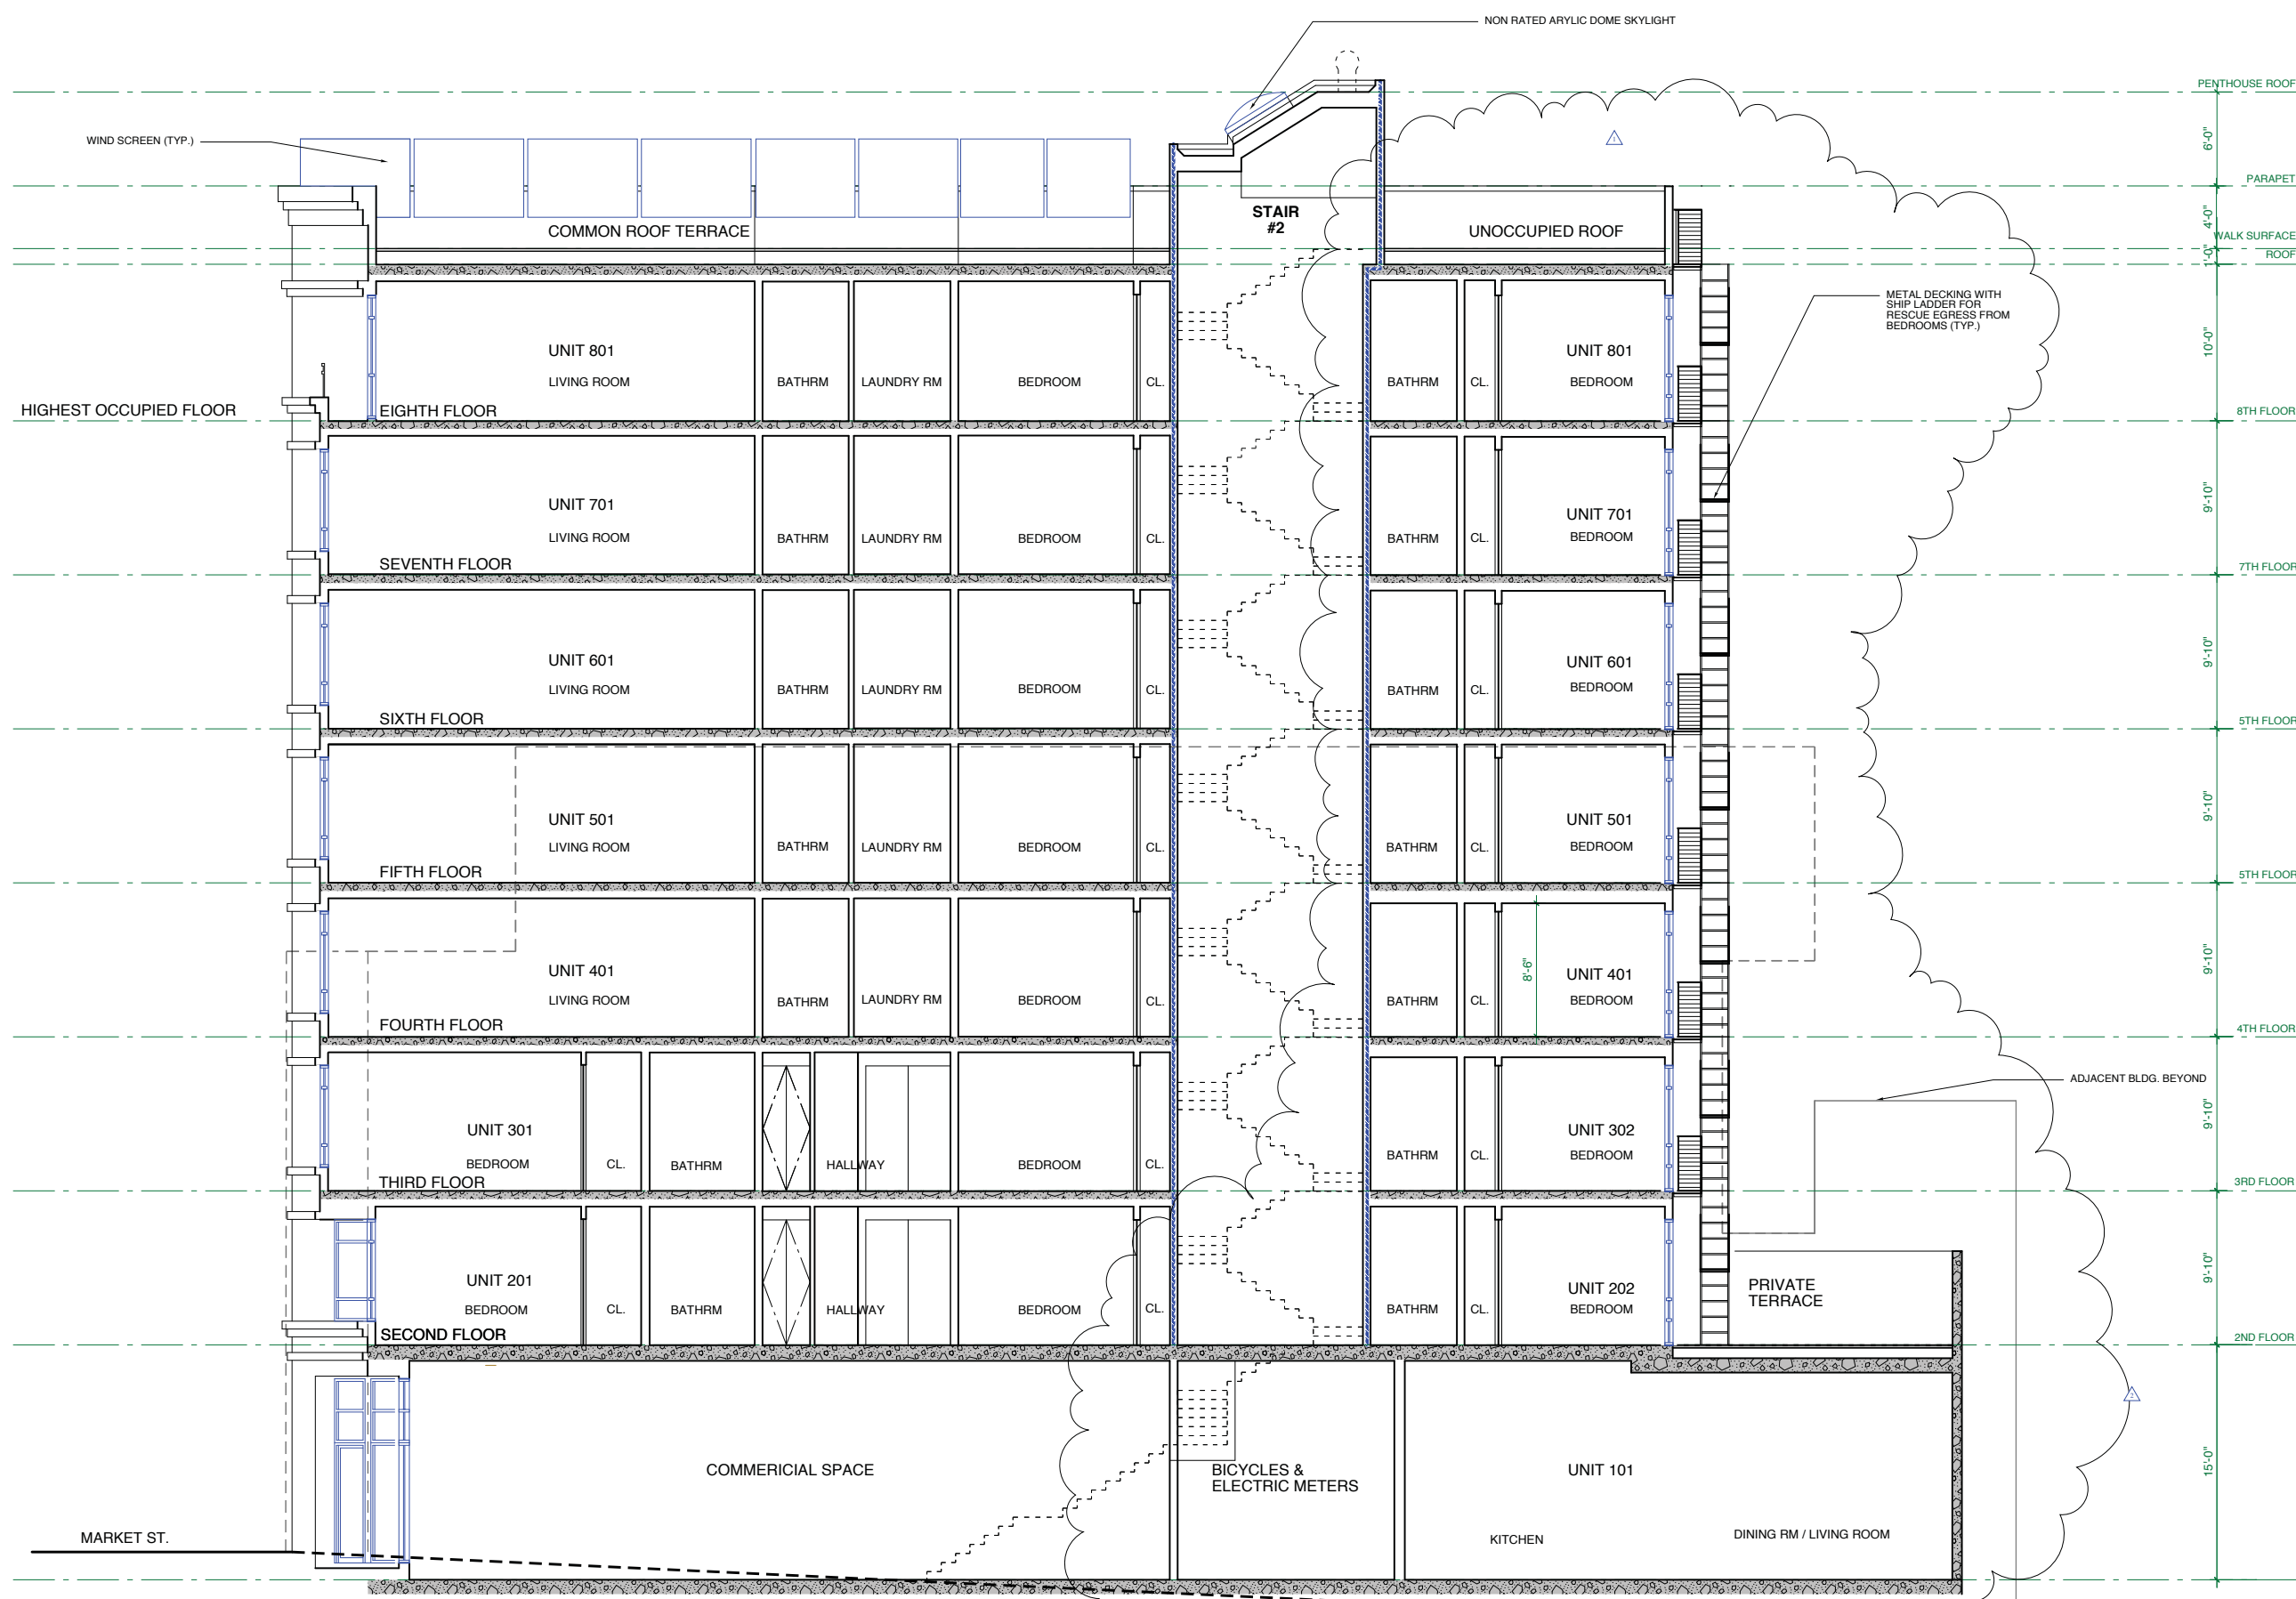 NON RATED ARYLIC DOME SKYLIGHT
PENTHOUSE ROOF
WIND SCREEN (TYP.)
1
6'-0"
PARAPET
STAIR
#2
COMMON ROOF TERRACE
UNOCCUPIED ROOF
4'-0"
WALK SURFACE
1'-0"
ROOF
METAL DECKING WITH
SHIP LADDER FOR
RESCUE EGRESS FROM
BEDROOMS (TYP.)
10'-0"
UNIT 801
LIVING ROOM
BATHRM
LAUNDRY RM
BEDROOM
CL.
BATHRM
CL.
UNIT 801
BEDROOM
HIGHEST OCCUPIED FLOOR
EIGHTH FLOOR
8TH FLOOR
9'-10"
UNIT 701
LIVING ROOM
BATHRM
LAUNDRY RM
BEDROOM
CL.
BATHRM
CL.
UNIT 701
BEDROOM
SEVENTH FLOOR
7TH FLOOR
9'-10"
UNIT 601
LIVING ROOM
BATHRM
LAUNDRY RM
BEDROOM
CL.
BATHRM
CL.
UNIT 601
BEDROOM
SIXTH FLOOR
5TH FLOOR
9'-10"
UNIT 501
LIVING ROOM
BATHRM
LAUNDRY RM
BEDROOM
CL.
BATHRM
CL.
UNIT 501
BEDROOM
FIFTH FLOOR
5TH FLOOR
9'-10"
UNIT 401
LIVING ROOM
BATHRM
LAUNDRY RM
BEDROOM
CL.
BATHRM
CL.
8'-6"
UNIT 401
BEDROOM
FOURTH FLOOR
4TH FLOOR
ADJACENT BLDG. BEYOND
9'-10"
UNIT 301
BEDROOM
CL.
BATHRM
HALLWAY
BEDROOM
CL.
BATHRM
CL.
UNIT 302
BEDROOM
THIRD FLOOR
3RD FLOOR
9'-10"
UNIT 201
BEDROOM
CL.
BATHRM
HALLWAY
BEDROOM
CL.
BATHRM
CL.
UNIT 202
BEDROOM
PRIVATE
TERRACE
SECOND FLOOR
2ND FLOOR
2
15'-0"
COMMERICIAL SPACE
BICYCLES &
ELECTRIC METERS
UNIT 101
KITCHEN
DINING RM / LIVING ROOM
MARKET ST.